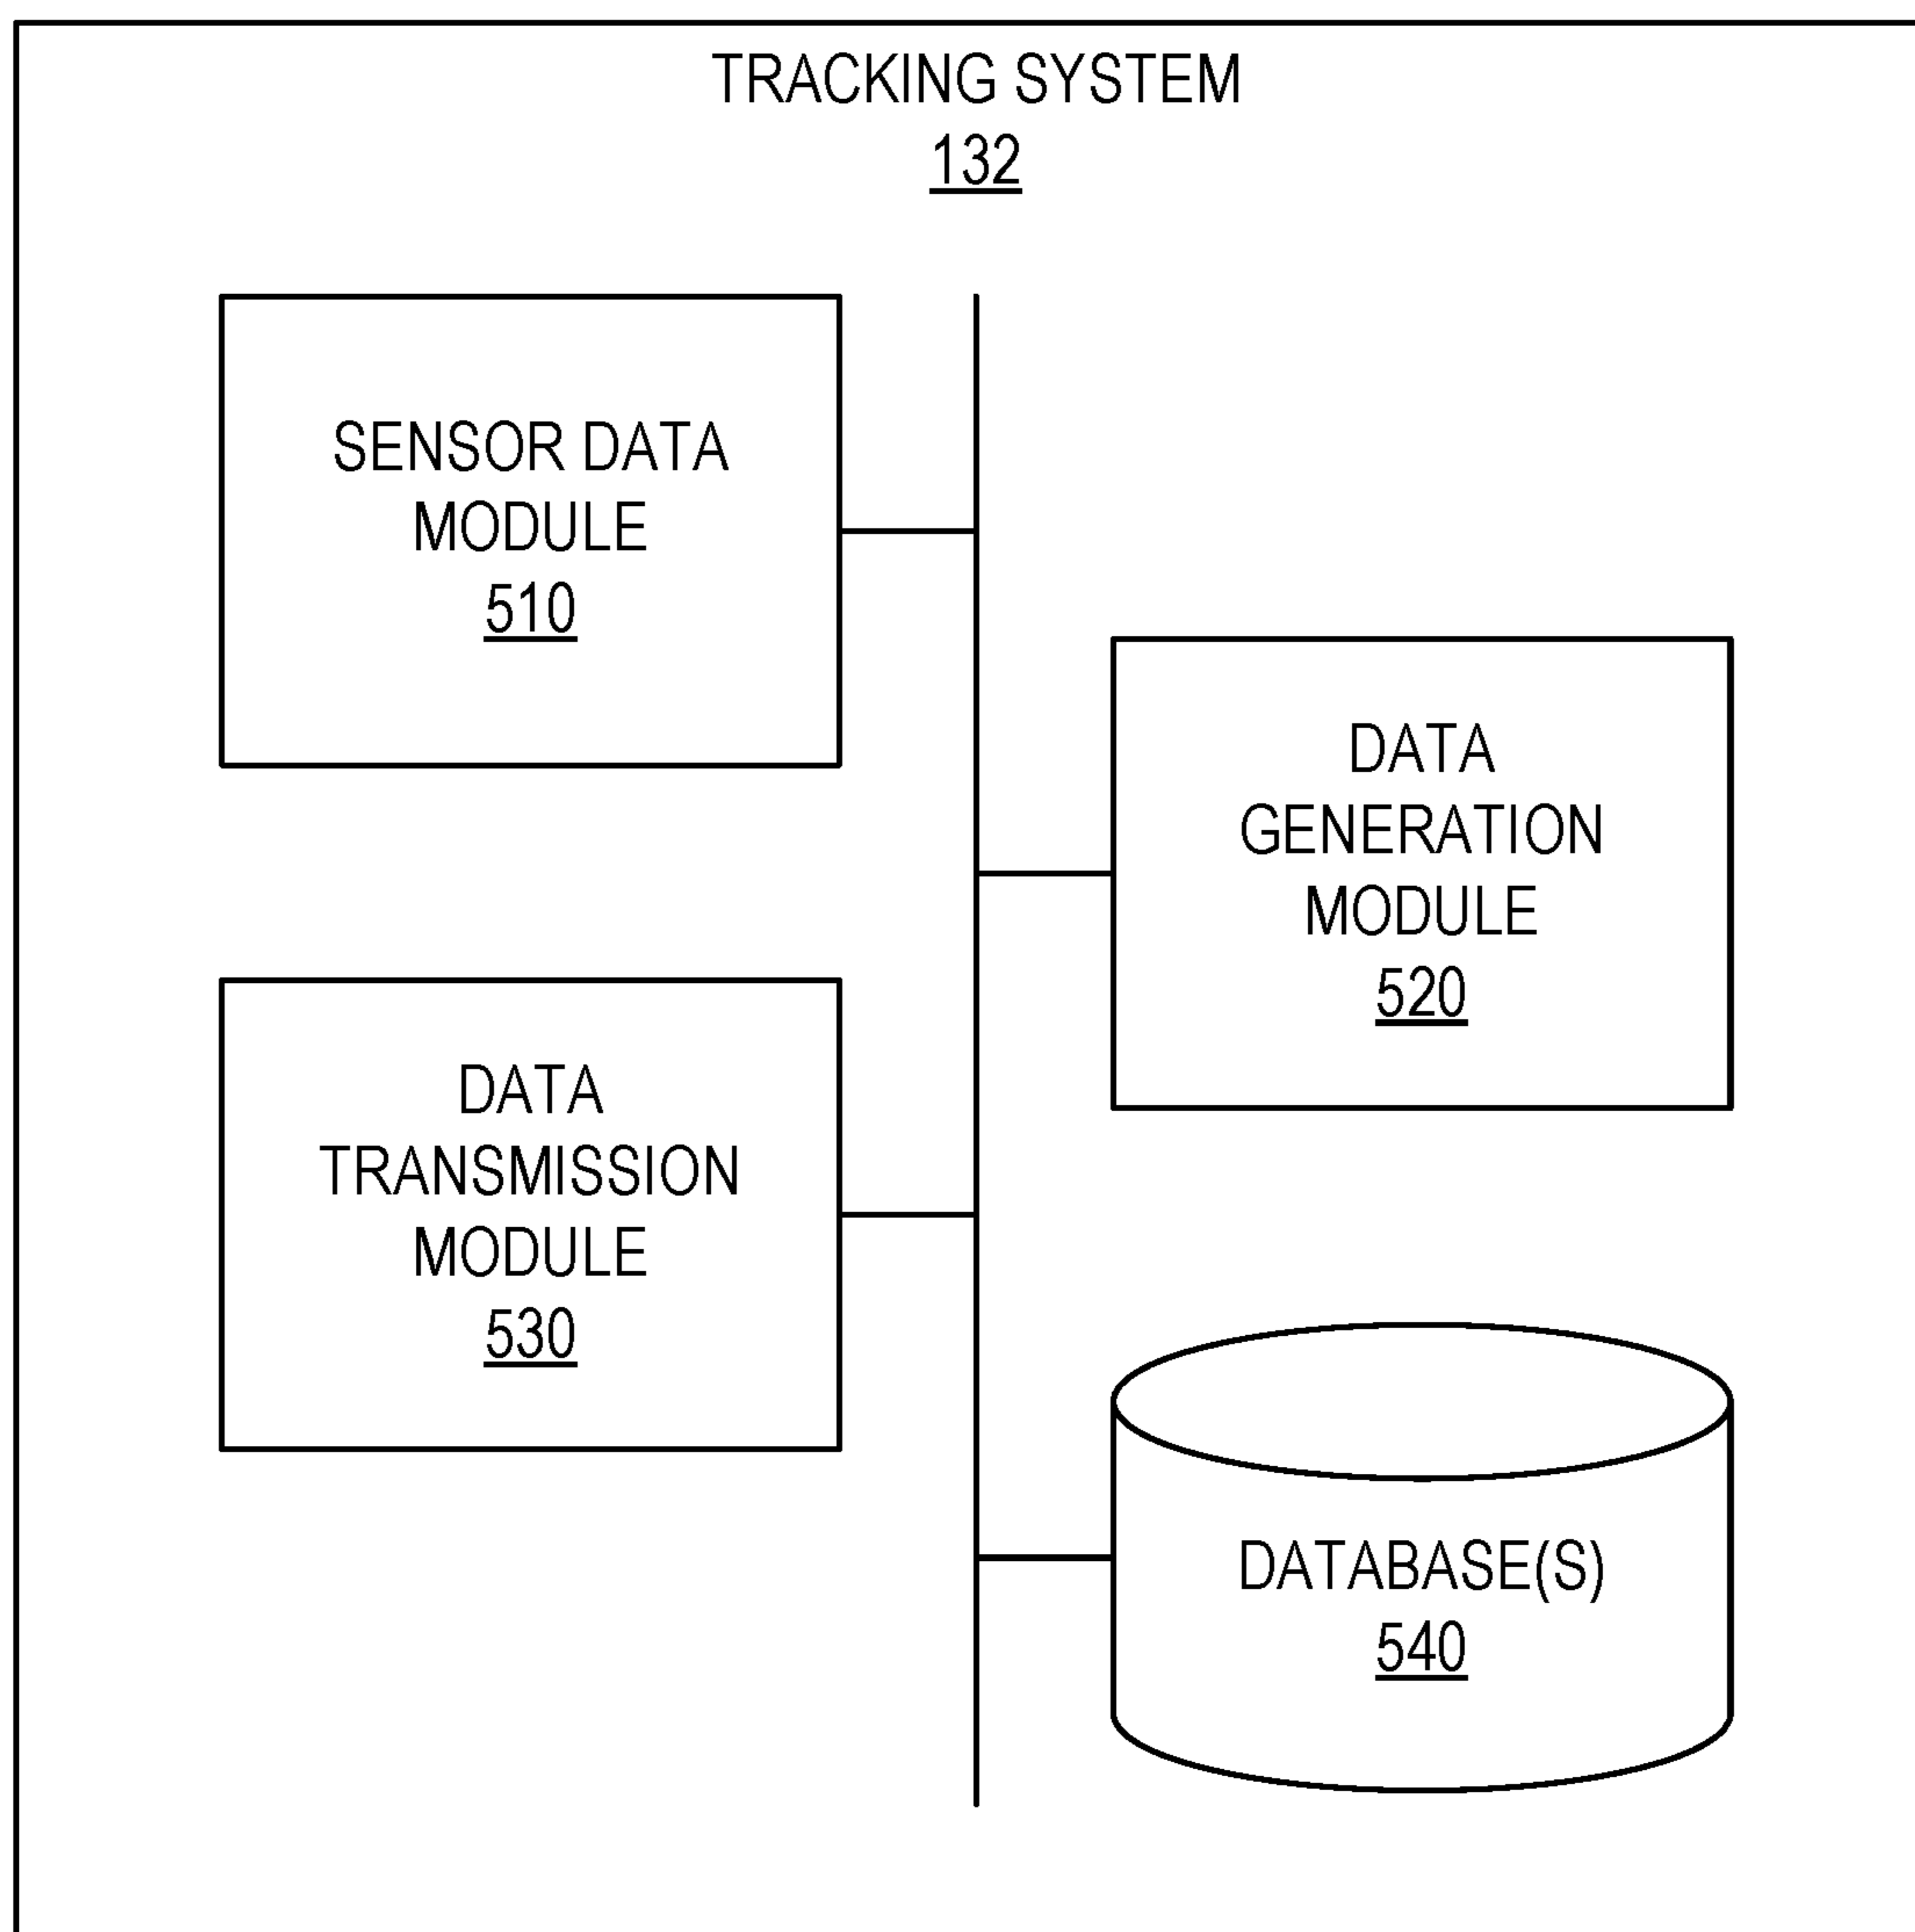 TRACKING SYSTEM
132
SENSOR DATA
MODULE
510
DATA
GENERATION
MODULE
520
DATA
TRANSMISSION
MODULE
530
DATABASE(S)
540